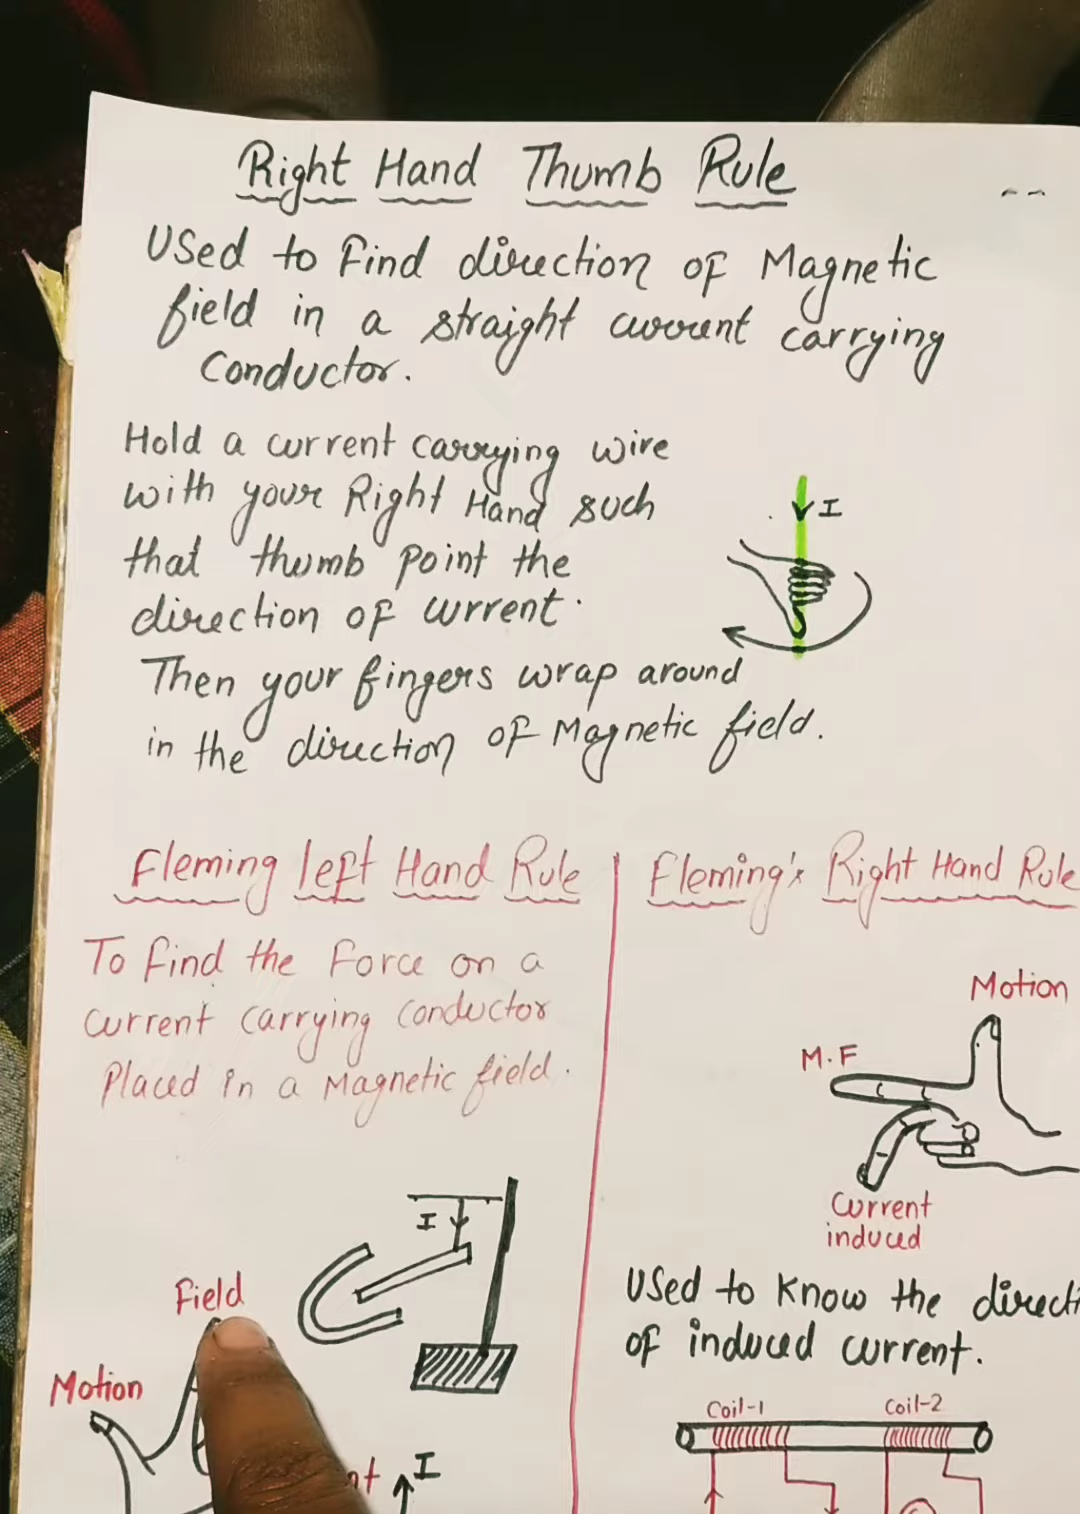 Right Hand Thumb Rule
Used to Find direction of Magnetic
field in a straight current carrying
Conductor.
Hold a current carrying wire
with your Right Hand such
that thumb point the
direction of current.
Then your fingers wrap around
in the direction of Magnetic field.
I
Fleming left Hand Rule
To find the Force on a
current carrying conductor
Placed in a Magnetic field.
I
Field
Motion
I
Fleming's Right Hand Rule
Motion
M.F
Current
induced
Used to know the directi
of induced current.
Coil-1 Coil-2